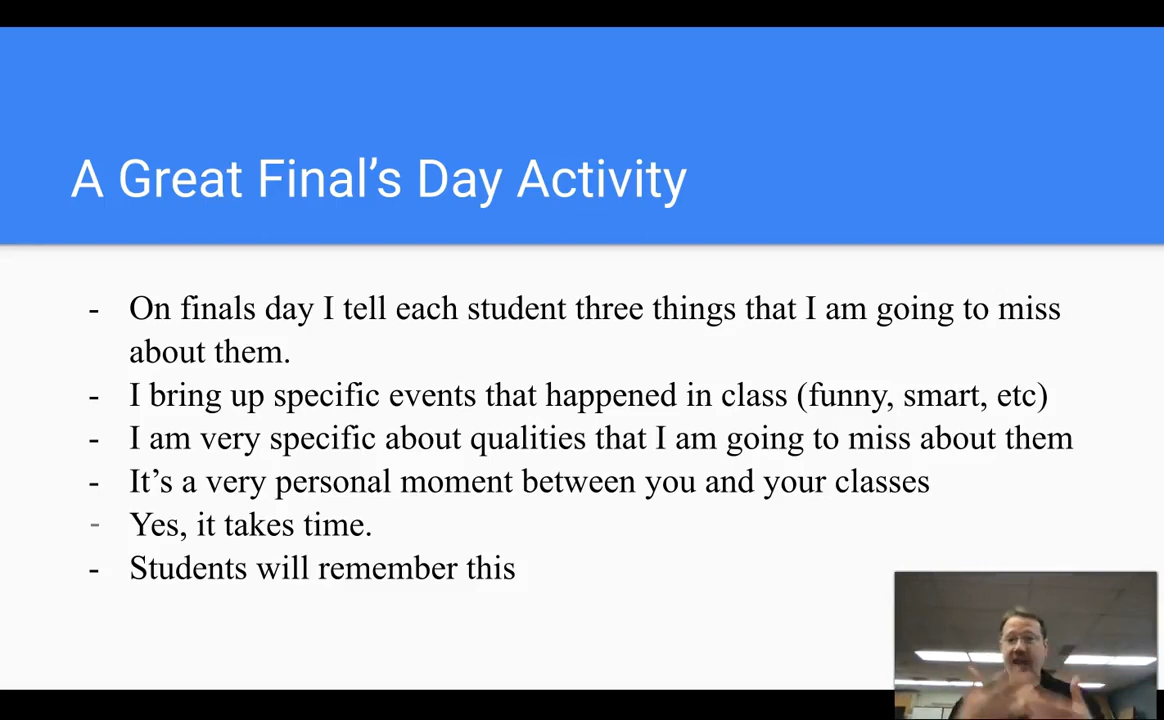 A Great Final's Day Activity
- On finals day I tell each student three things that I am going to miss
about them.
- I bring up specific events that happened in class (funny, smart, etc)
- I am very specific about qualities that I am going to miss about them
- It's a very personal moment between you and your classes
- Yes, it takes time.
- Students will remember this